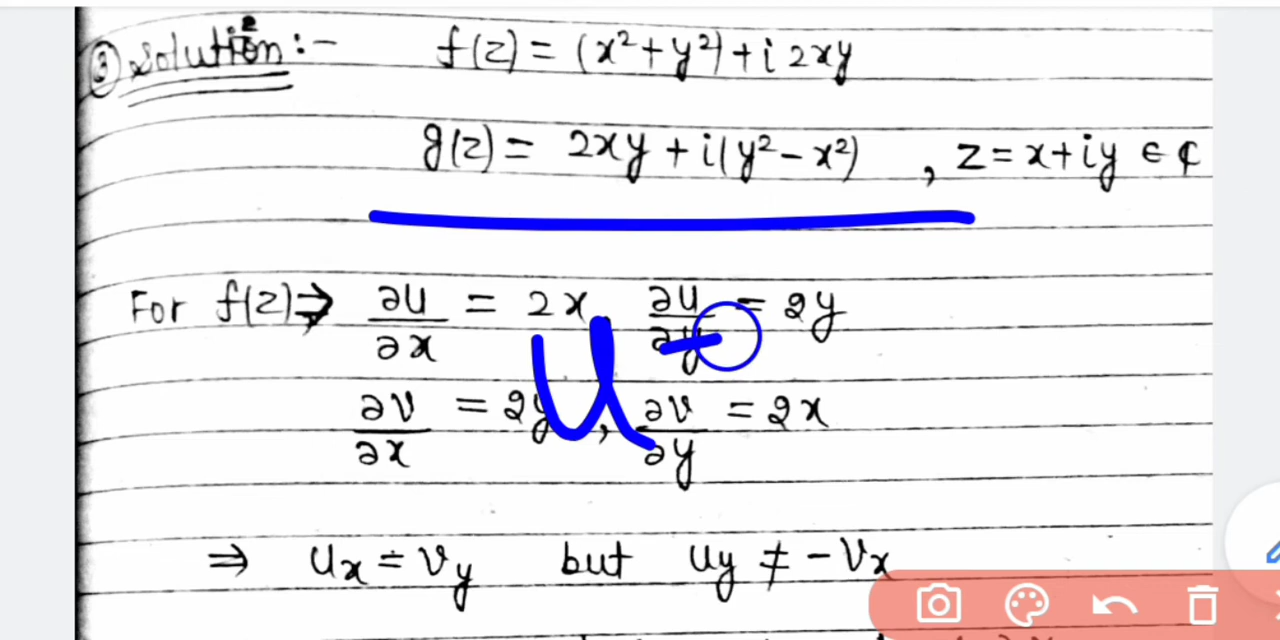 ③ Solution :-   f(z) = (x²+y²) + i 2xy
g(z) = 2xy + i(y²-x²)   , z = x+iy ∈ ¢
For f(z) ⇒ ∂u/∂x = 2x   ∂u/∂y = 2y
∂v/∂x = 2y , ∂v/∂y = 2x
u
⇒ ux = vy   but   uy ≠ -vx